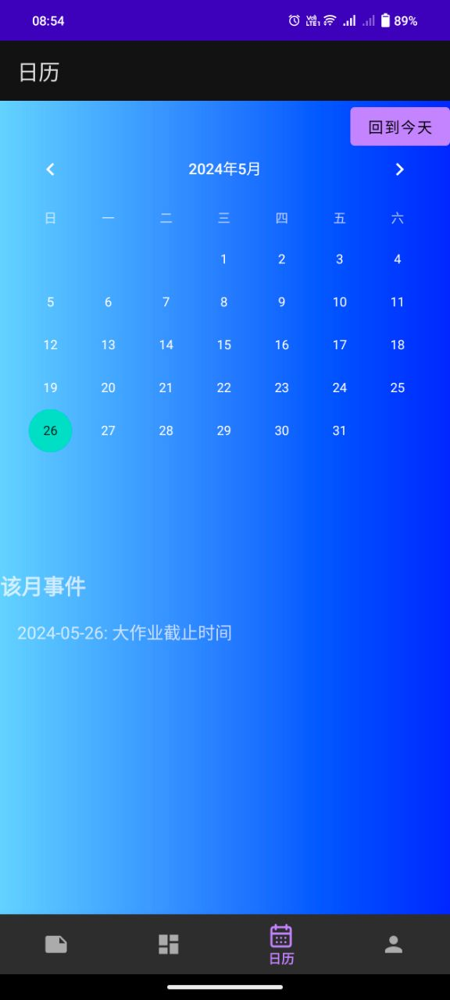 08:54
VoLTE1 89%
日历
回到今天
2024年5月
日 一 二 三 四 五 六
1 2 3 4
5 6 7 8 9 10 11
12 13 14 15 16 17 18
19 20 21 22 23 24 25
26 27 28 29 30 31
该月事件
2024-05-26: 大作业截止时间
日历